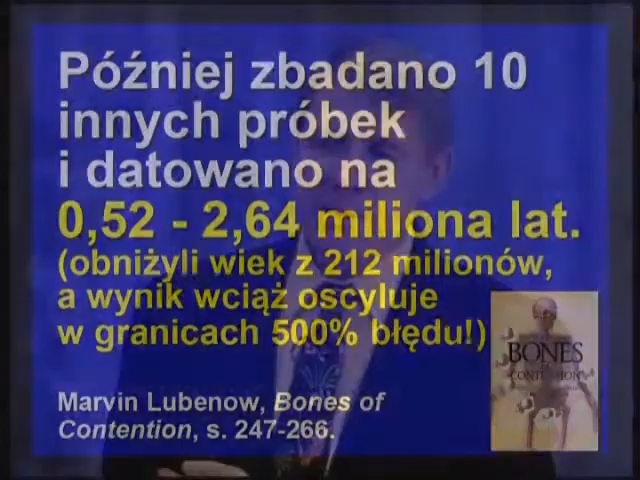 Później zbadano 10
innych próbek
i datowano na
0,52 - 2,64 miliona lat.
(obniżyli wiek z 212 milionów,
a wynik wciąż oscyluje
w granicach 500% błędu!)
BONES
CONTENTION
Marvin Lubenow, Bones of
Contention, s. 247-266.